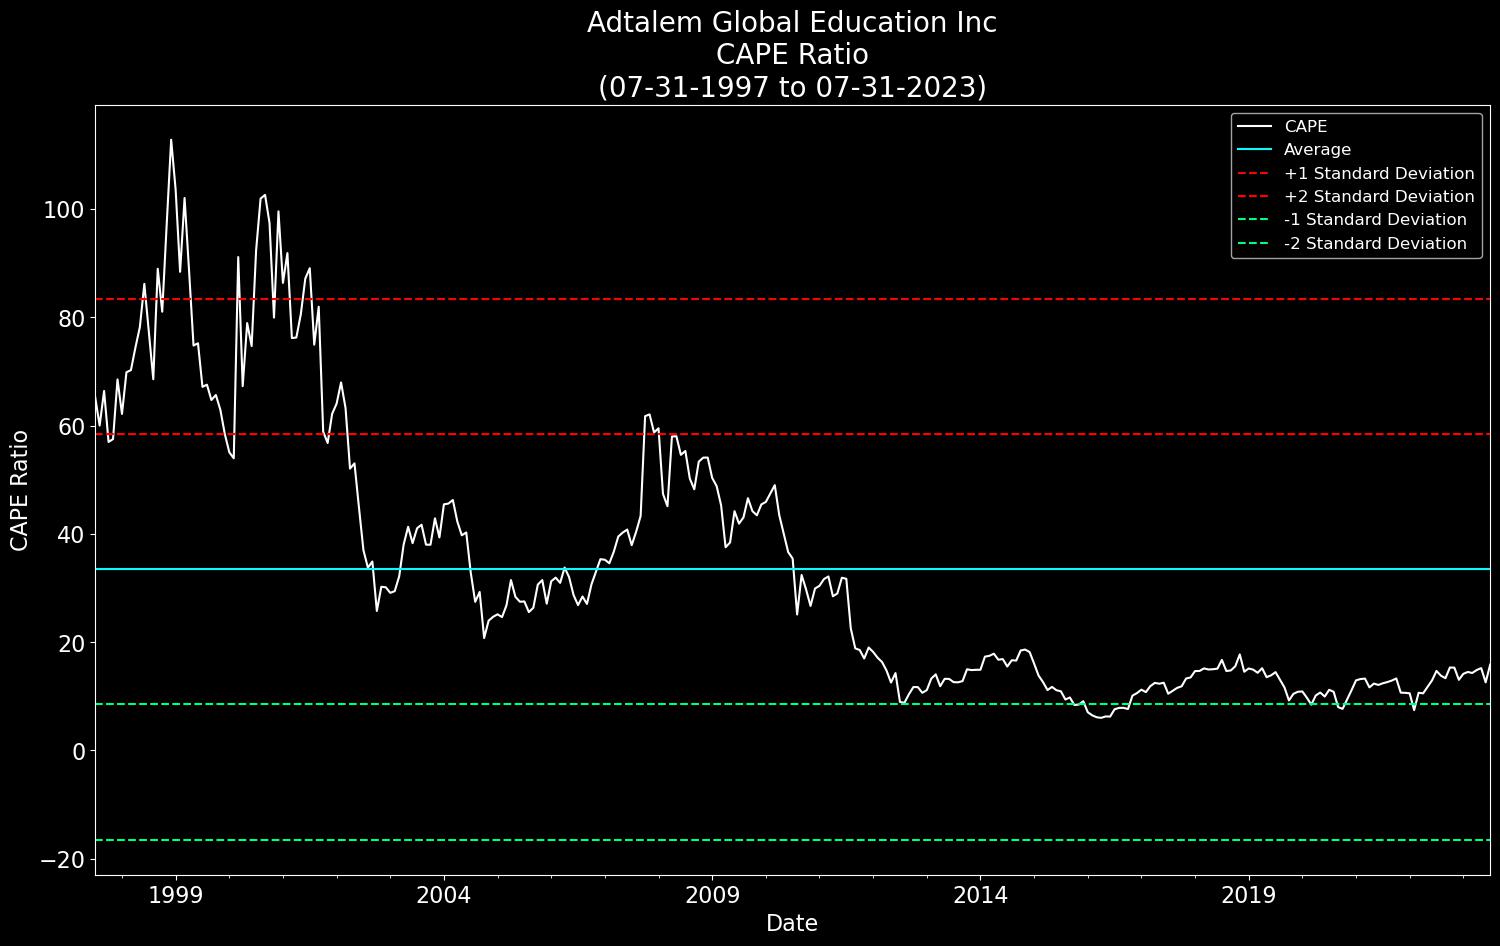 Adtalem Global Education Inc
CAPE Ratio
(07-31-1997 to 07-31-2023)
CAPE
Average
+1 Standard Deviation
+2 Standard Deviation
-1 Standard Deviation
-2 Standard Deviation
CAPE Ratio
100
80
60
40
20
0
−20
1999
2004
2009
2014
2019
Date